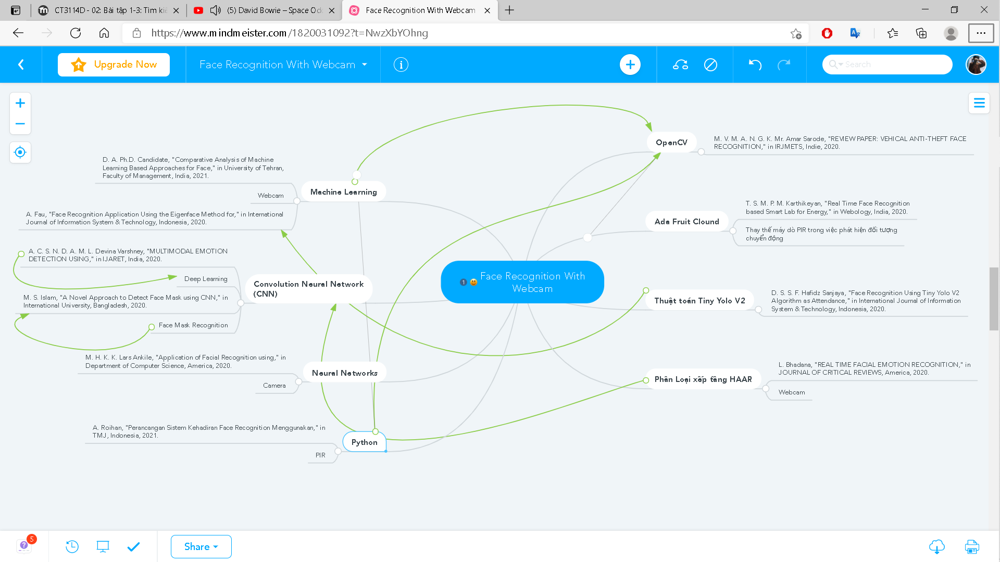 CT3114D - 02: Bài tập 1-3: Tìm kiế
(5) David Bowie – Space Od
Face Recognition With Webcam
https://www.mindmeister.com/1820031092?t=NwzXbYOhng
Upgrade Now
Face Recognition With Webcam
Search
D. A. Ph.D. Candidate, "Comparative Analysis of Machine
Learning Based Approaches for Face," in University of Tehran,
Faculty of Management, India, 2021.
Webcam
A. Fau, "Face Recognition Application Using the Eigenface Method for," in International
Journal of Information System & Technology, Indonesia, 2020.
Machine Learning
A. C. S. N. D. A. M. L. Devina Varshney, "MULTIMODAL EMOTION
DETECTION USING," in IJARET, India, 2020.
Deep Learning
M. S. Islam, "A Novel Approach to Detect Face Mask using CNN," in
International University, Bangladesh, 2020.
Face Mask Recognition
Convolution Neural Network
(CNN)
M. H. K. K. Lars Ankile, "Application of Facial Recognition using," in
Department of Computer Science, America, 2020.
Camera
Neural Networks
A. Roihan, "Perancangan Sistem Kehadiran Face Recognition Menggunakan," in
TMJ, Indonesia, 2021.
PIR
Python
1
Face Recognition With
Webcam
OpenCV
M. V. M. A. N. G. K. Mr. Amar Sarode, "REVIEW PAPER: VEHICAL ANTI-THEFT FACE
RECOGNITION," in IRJMETS, Indie, 2020.
Ada Fruit Clound
T. S. M. P. M. Karthikeyan, "Real Time Face Recognition
based Smart Lab for Energy," in Webology, India, 2020.
Thay thế máy dò PIR trong việc phát hiện đối tượng
chuyển động
Thuật toán Tiny Yolo V2
D. S. S. F. Hafidz Sanjaya, "Face Recognition Using Tiny Yolo V2
Algorithm as Attendance," in International Journal of Information
System & Technology, Indonesia, 2020.
Phân Loại xếp tầng HAAR
L. Bhadana, "REAL TIME FACIAL EMOTION RECOGNITION," in
JOURNAL OF CRITICAL REVIEWS, America, 2020.
Webcam
5
Share